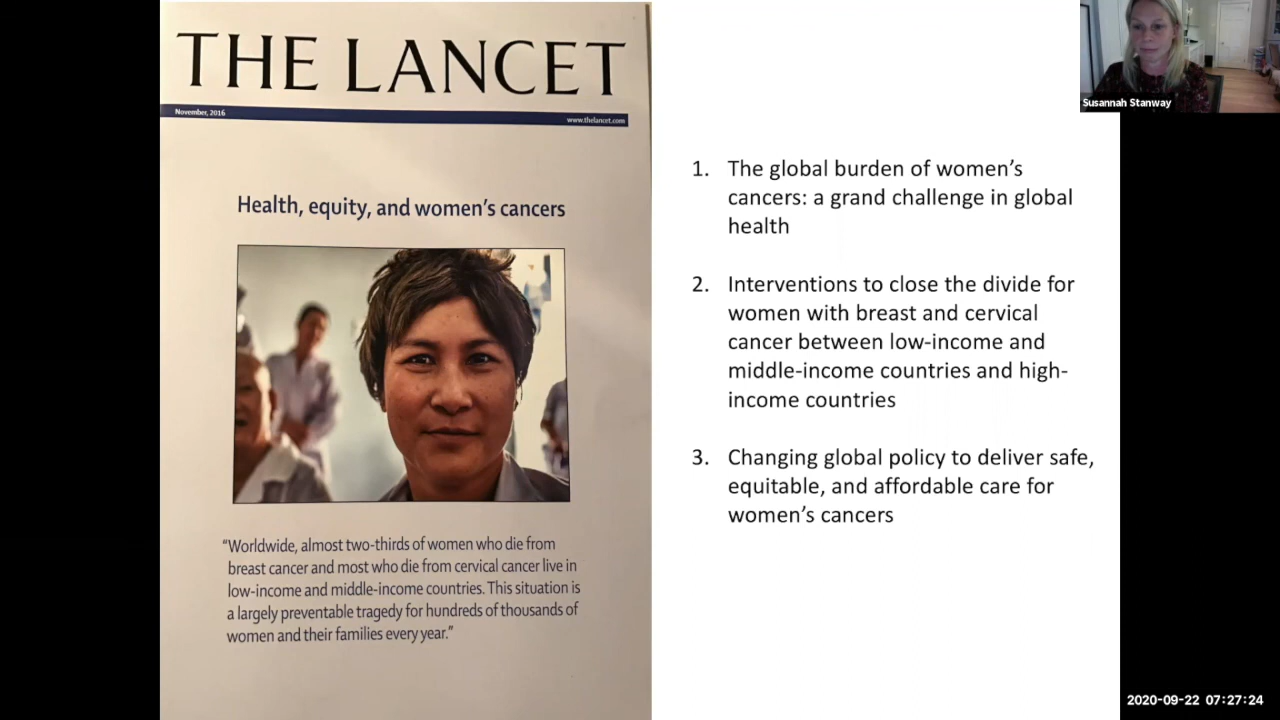 THE LANCET
November, 2016
www.thelancet.com
Health, equity, and women's cancers
“Worldwide, almost two-thirds of women who die from
breast cancer and most who die from cervical cancer live in
low-income and middle-income countries. This situation is
a largely preventable tragedy for hundreds of thousands of
women and their families every year.”
1. The global burden of women’s
cancers: a grand challenge in global
health
2. Interventions to close the divide for
women with breast and cervical
cancer between low-income and
middle-income countries and high-
income countries
3. Changing global policy to deliver safe,
equitable, and affordable care for
women’s cancers
Susannah Stanway
2020-09-22 07:27:24